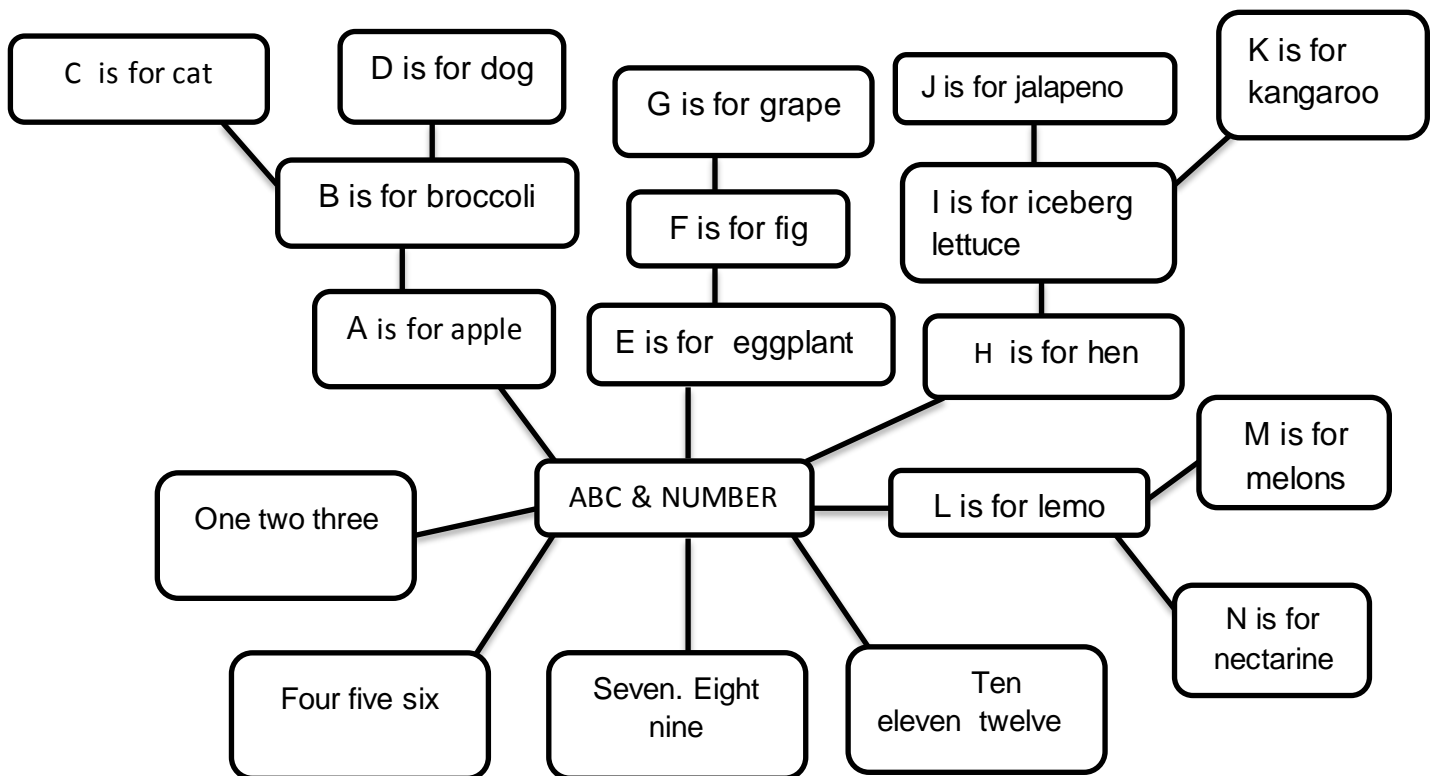 C is for cat
D is for dog
G is for grape
J is for jalapeno
K is for
kangaroo
B is for broccoli
F is for fig
I is for iceberg
lettuce
A is for apple
E is for eggplant
H is for hen
ABC & NUMBER
M is for
melons
One two three
L is for lemo
N is for
nectarine
Four five six
Seven. Eight
nine
Ten
eleven twelve